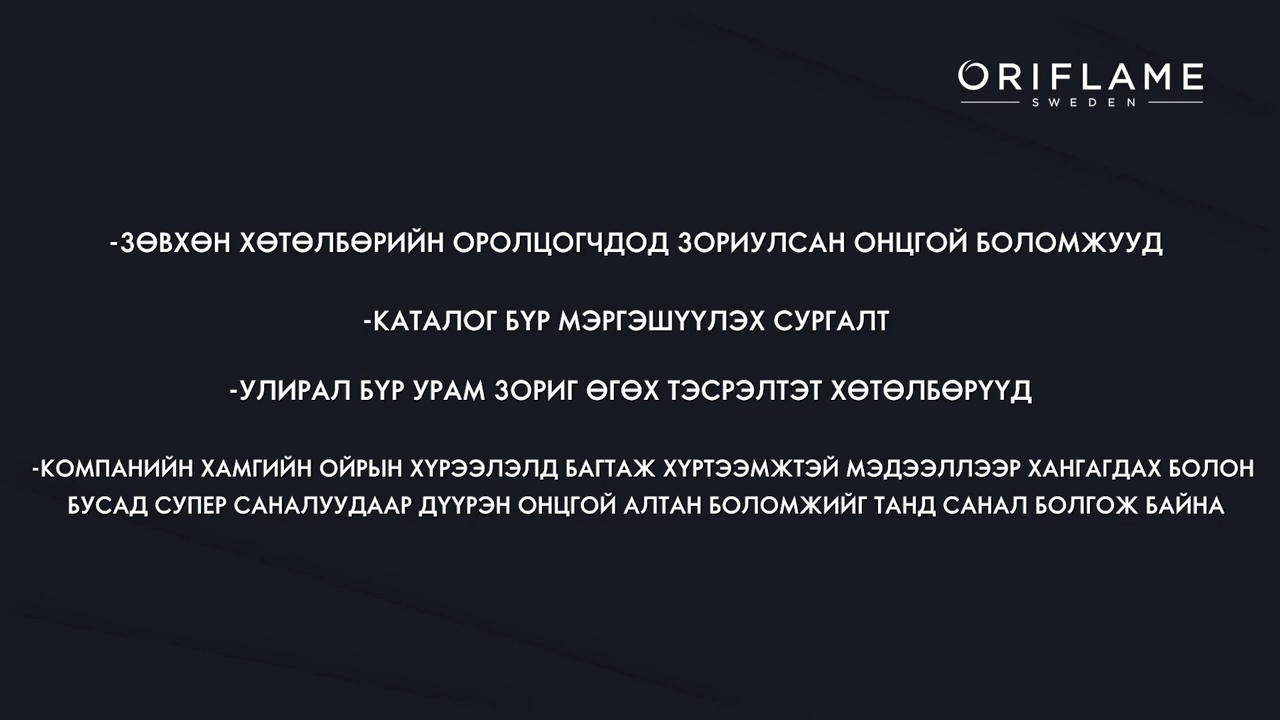 ORIFLAME
SWEDEN
-ЗӨВХӨН ХӨТӨЛБӨРИЙН ОРОЛЦОГЧДОД ЗОРИУЛСАН ОНЦГОЙ БОЛОМЖУУД
-КАТАЛОГ БҮР МЭРГЭШҮҮЛЭХ СУРГАЛТ
-УЛИРАЛ БҮР УРАМ ЗОРИГ ӨГӨХ ТЭСРЭЛТЭТ ХӨТӨЛБӨРҮҮД
-КОМПАНИЙН ХАМГИЙН ОЙРЫН ХҮРЭЭЛЭЛД БАГТАЖ ХҮРТЭЭМЖТЭЙ МЭДЭЭЛЛЭЭР ХАНГАГДАХ БОЛОН
БУСАД СУПЕР САНАЛУУДААР ДҮҮРЭН ОНЦГОЙ АЛТАН БОЛОМЖИЙГ ТАНД САНАЛ БОЛГОЖ БАЙНА